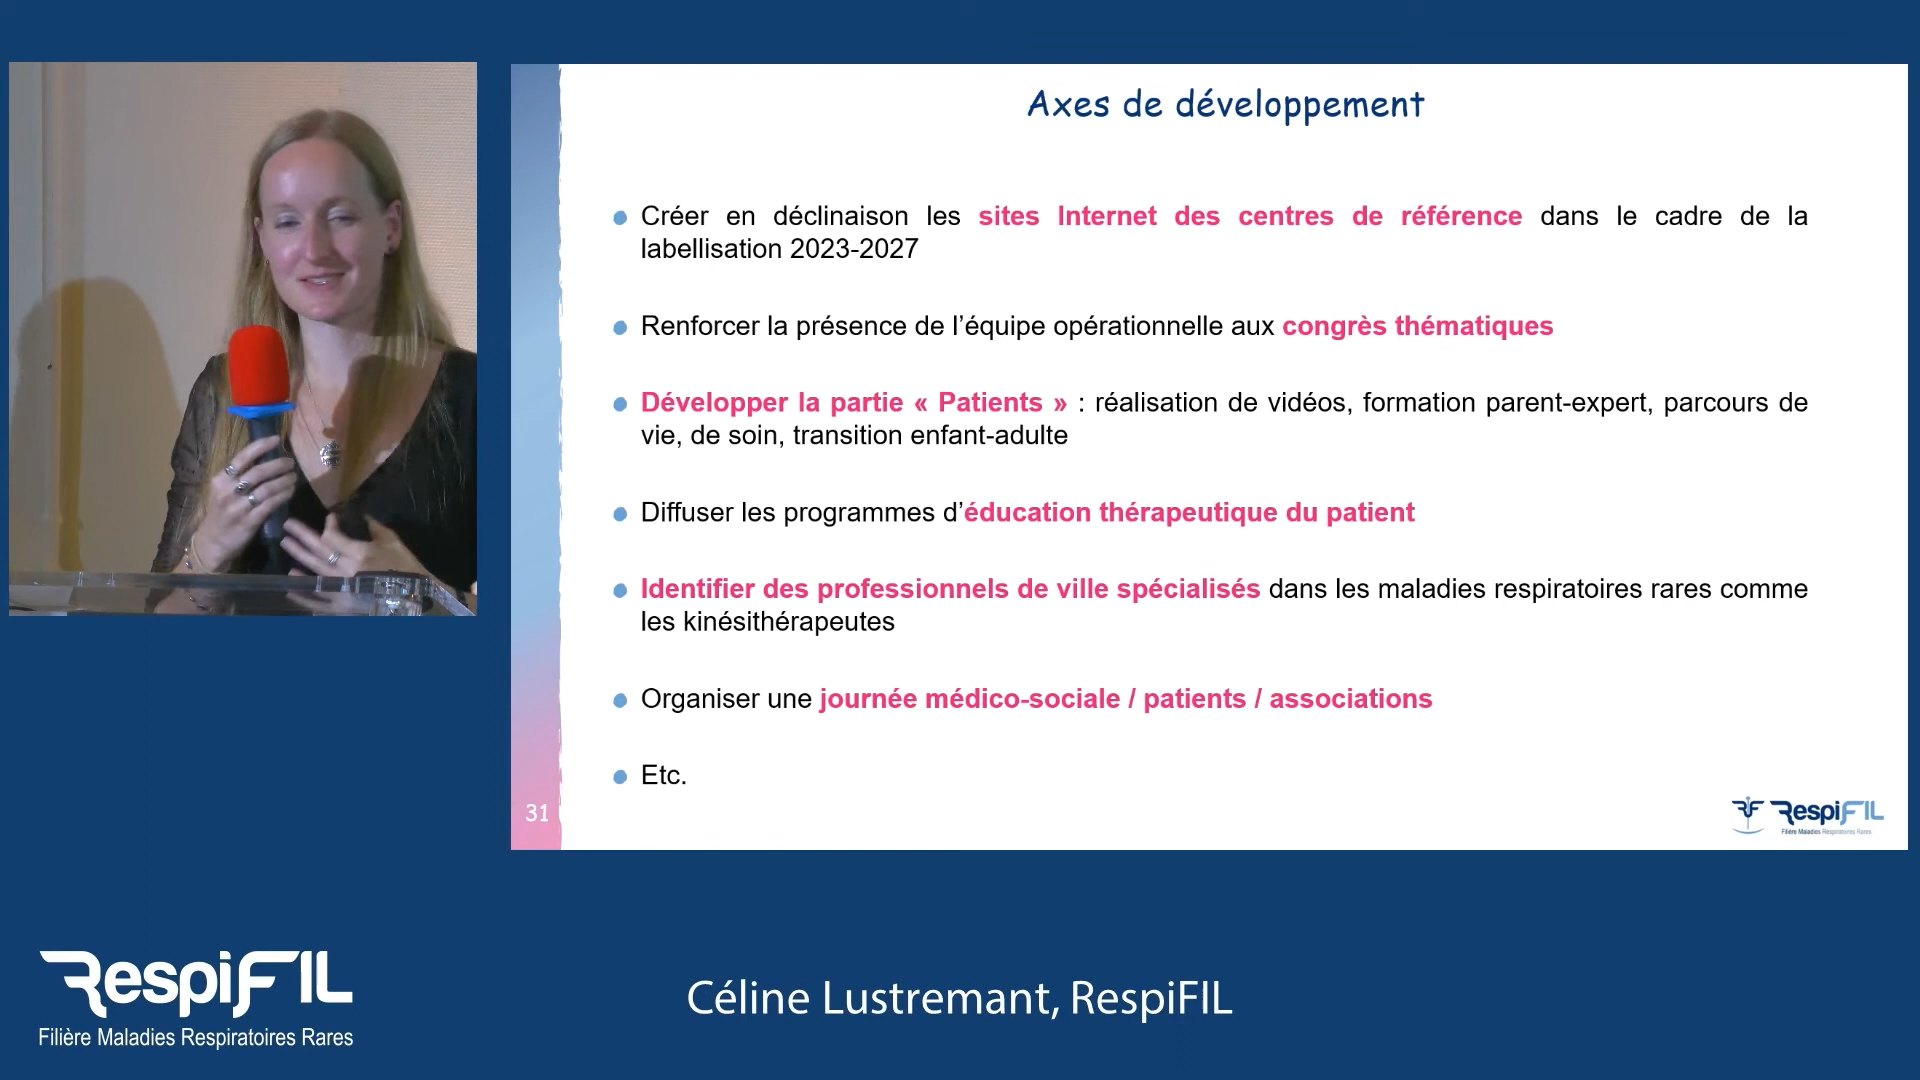 Axes de développement
Créer en déclinaison les sites Internet des centres de référence dans le cadre de la
labellisation 2023-2027
Renforcer la présence de l’équipe opérationnelle aux congrès thématiques
Développer la partie « Patients » : réalisation de vidéos, formation parent-expert, parcours de
vie, de soin, transition enfant-adulte
Diffuser les programmes d’éducation thérapeutique du patient
Identifier des professionnels de ville spécialisés dans les maladies respiratoires rares comme
les kinésithérapeutes
Organiser une journée médico-sociale / patients / associations
Etc.
31
RespiFIL
Filière Maladies Respiratoires Rares
RespiFIL
Filière Maladies Respiratoires Rares
Céline Lustremant, RespiFIL